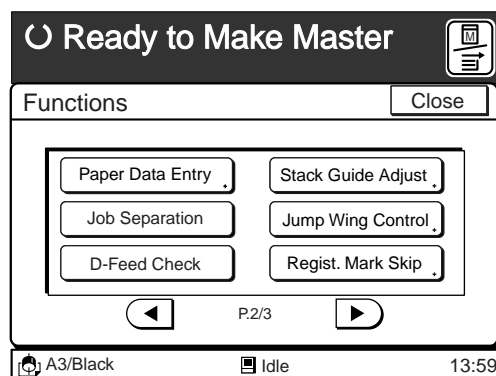 Ready to Make Master
M
Functions
Close
Paper Data Entry
Stack Guide Adjust
Job Separation
Jump Wing Control
D-Feed Check
Regist. Mark Skip
P.2/3
A3/Black
Idle
13:59